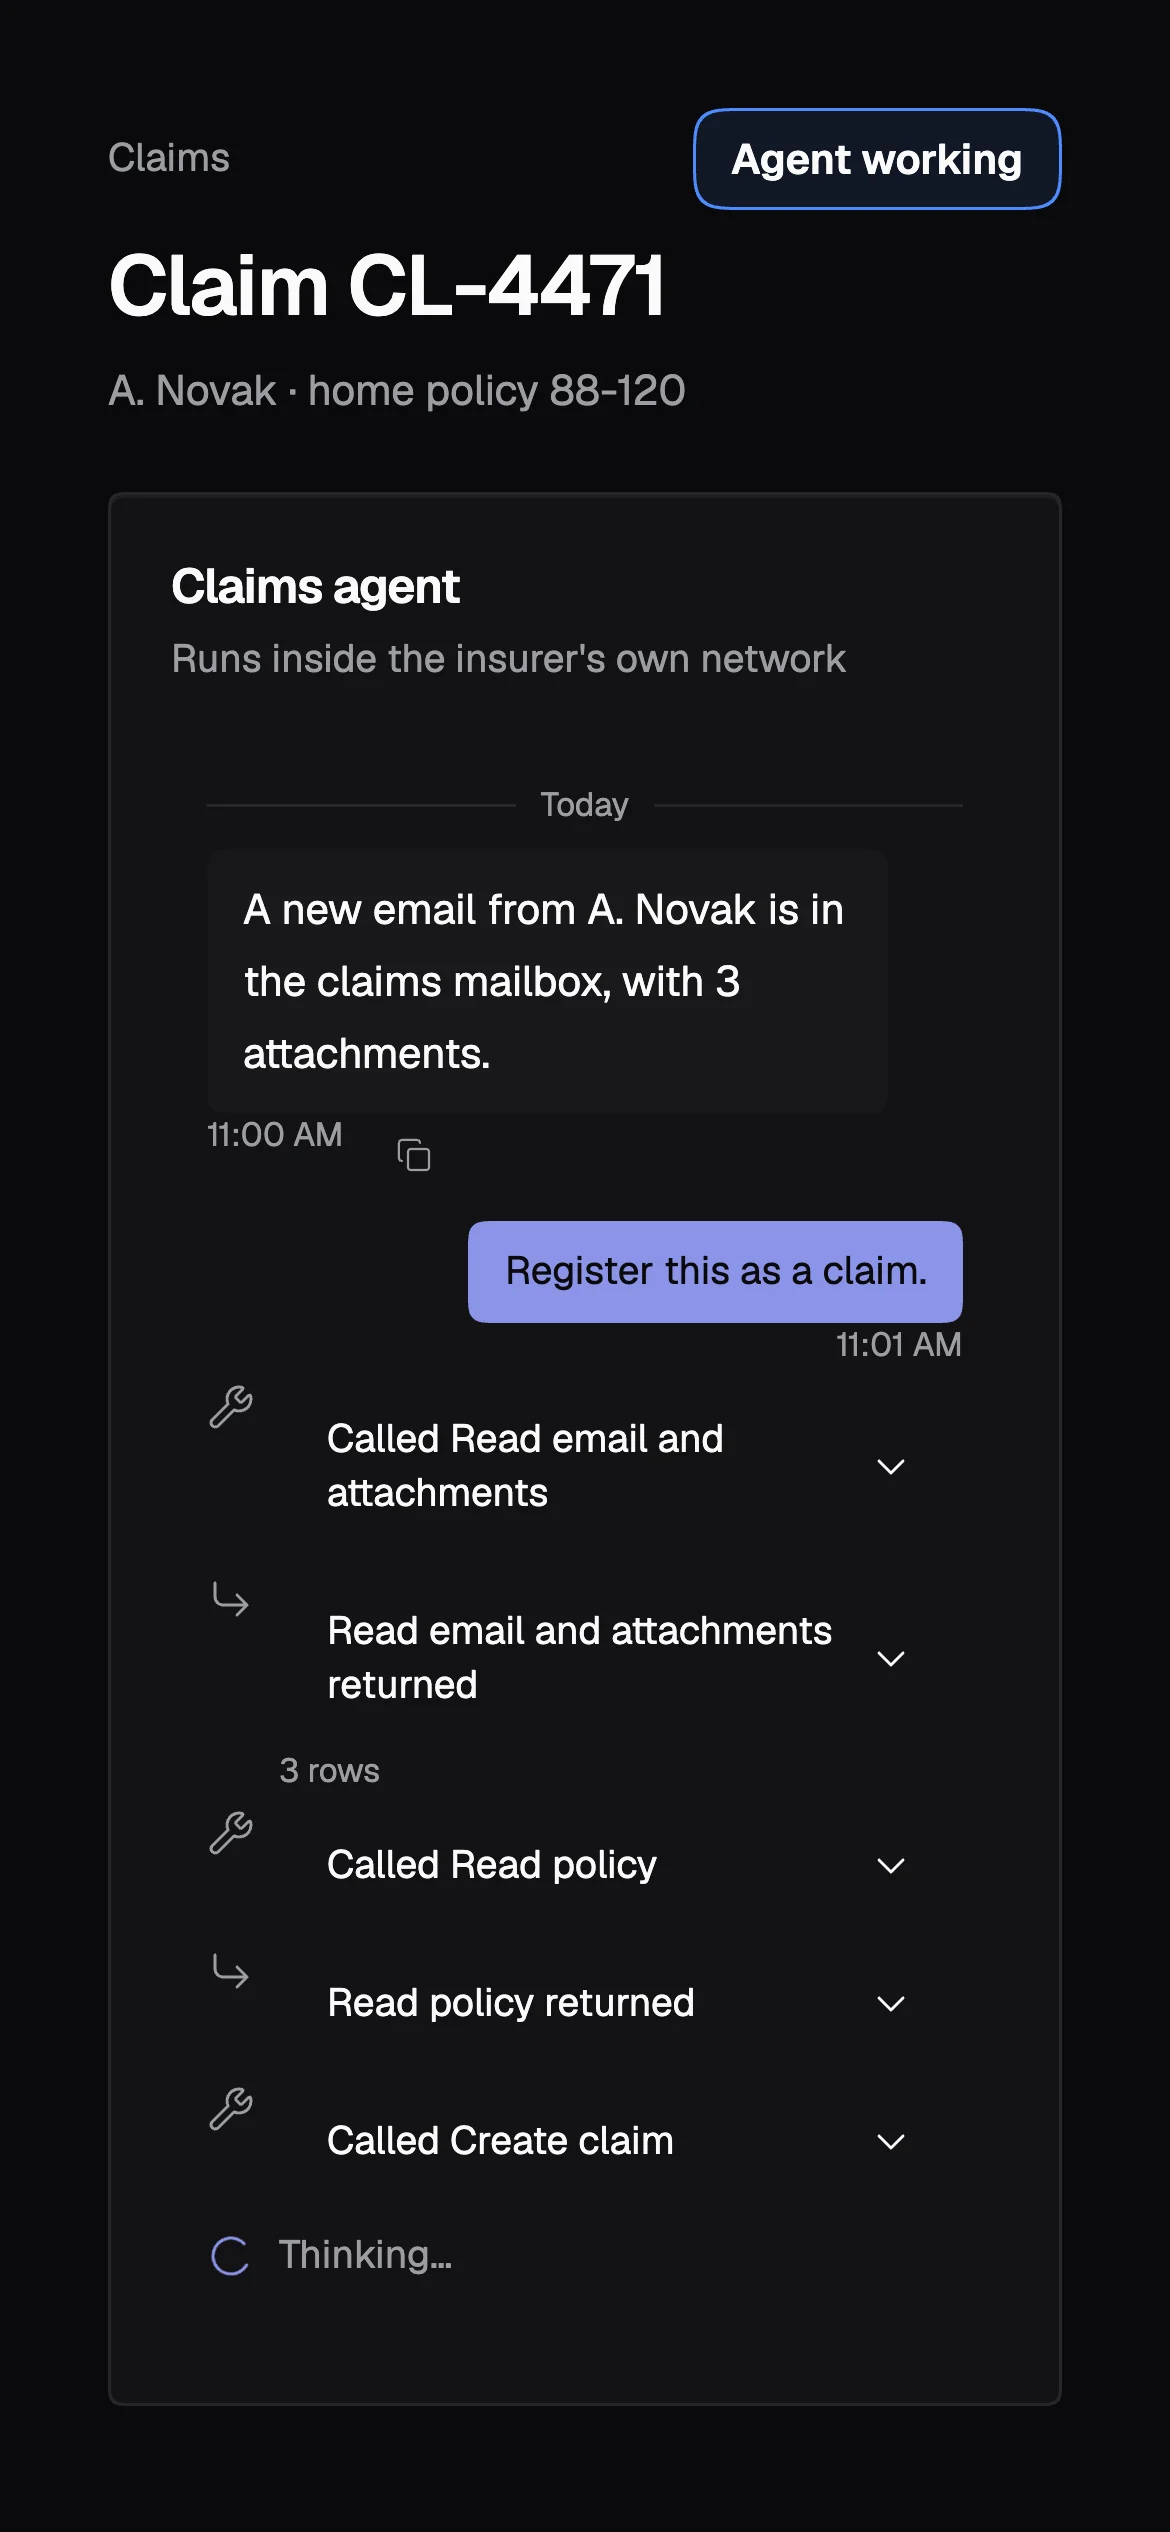 Claims
Agent working
Claim CL-4471
A. Novak · home policy 88-120
Claims agent
Runs inside the insurer's own network
Today
A new email from A. Novak is in
the claims mailbox, with 3
attachments.
11:00 AM
Register this as a claim.
11:01 AM
Called Read email and
attachments
Read email and attachments
returned
3 rows
Called Read policy
Read policy returned
Called Create claim
Thinking...